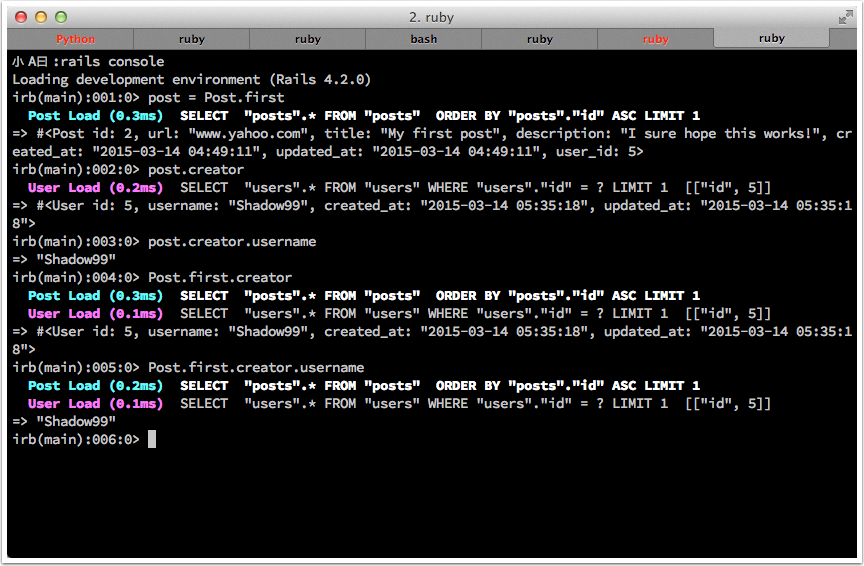 2. ruby
Python ruby ruby bash ruby ruby ruby
小 A日 :rails console
Loading development environment (Rails 4.2.0)
irb(main):001:0> post = Post.first
  Post Load (0.3ms)  SELECT  "posts".* FROM "posts"  ORDER BY "posts"."id" ASC LIMIT 1
=> #<Post id: 2, url: "www.yahoo.com", title: "My first post", description: "I sure hope this works!", cr
eated_at: "2015-03-14 04:49:11", updated_at: "2015-03-14 04:49:11", user_id: 5>
irb(main):002:0> post.creator
  User Load (0.2ms)  SELECT  "users".* FROM "users" WHERE "users"."id" = ? LIMIT 1  [["id", 5]]
=> #<User id: 5, username: "Shadow99", created_at: "2015-03-14 05:35:18", updated_at: "2015-03-14 05:35:1
8">
irb(main):003:0> post.creator.username
=> "Shadow99"
irb(main):004:0> Post.first.creator
  Post Load (0.3ms)  SELECT  "posts".* FROM "posts"  ORDER BY "posts"."id" ASC LIMIT 1
  User Load (0.1ms)  SELECT  "users".* FROM "users" WHERE "users"."id" = ? LIMIT 1  [["id", 5]]
=> #<User id: 5, username: "Shadow99", created_at: "2015-03-14 05:35:18", updated_at: "2015-03-14 05:35:1
8">
irb(main):005:0> Post.first.creator.username
  Post Load (0.2ms)  SELECT  "posts".* FROM "posts"  ORDER BY "posts"."id" ASC LIMIT 1
  User Load (0.1ms)  SELECT  "users".* FROM "users" WHERE "users"."id" = ? LIMIT 1  [["id", 5]]
=> "Shadow99"
irb(main):006:0>